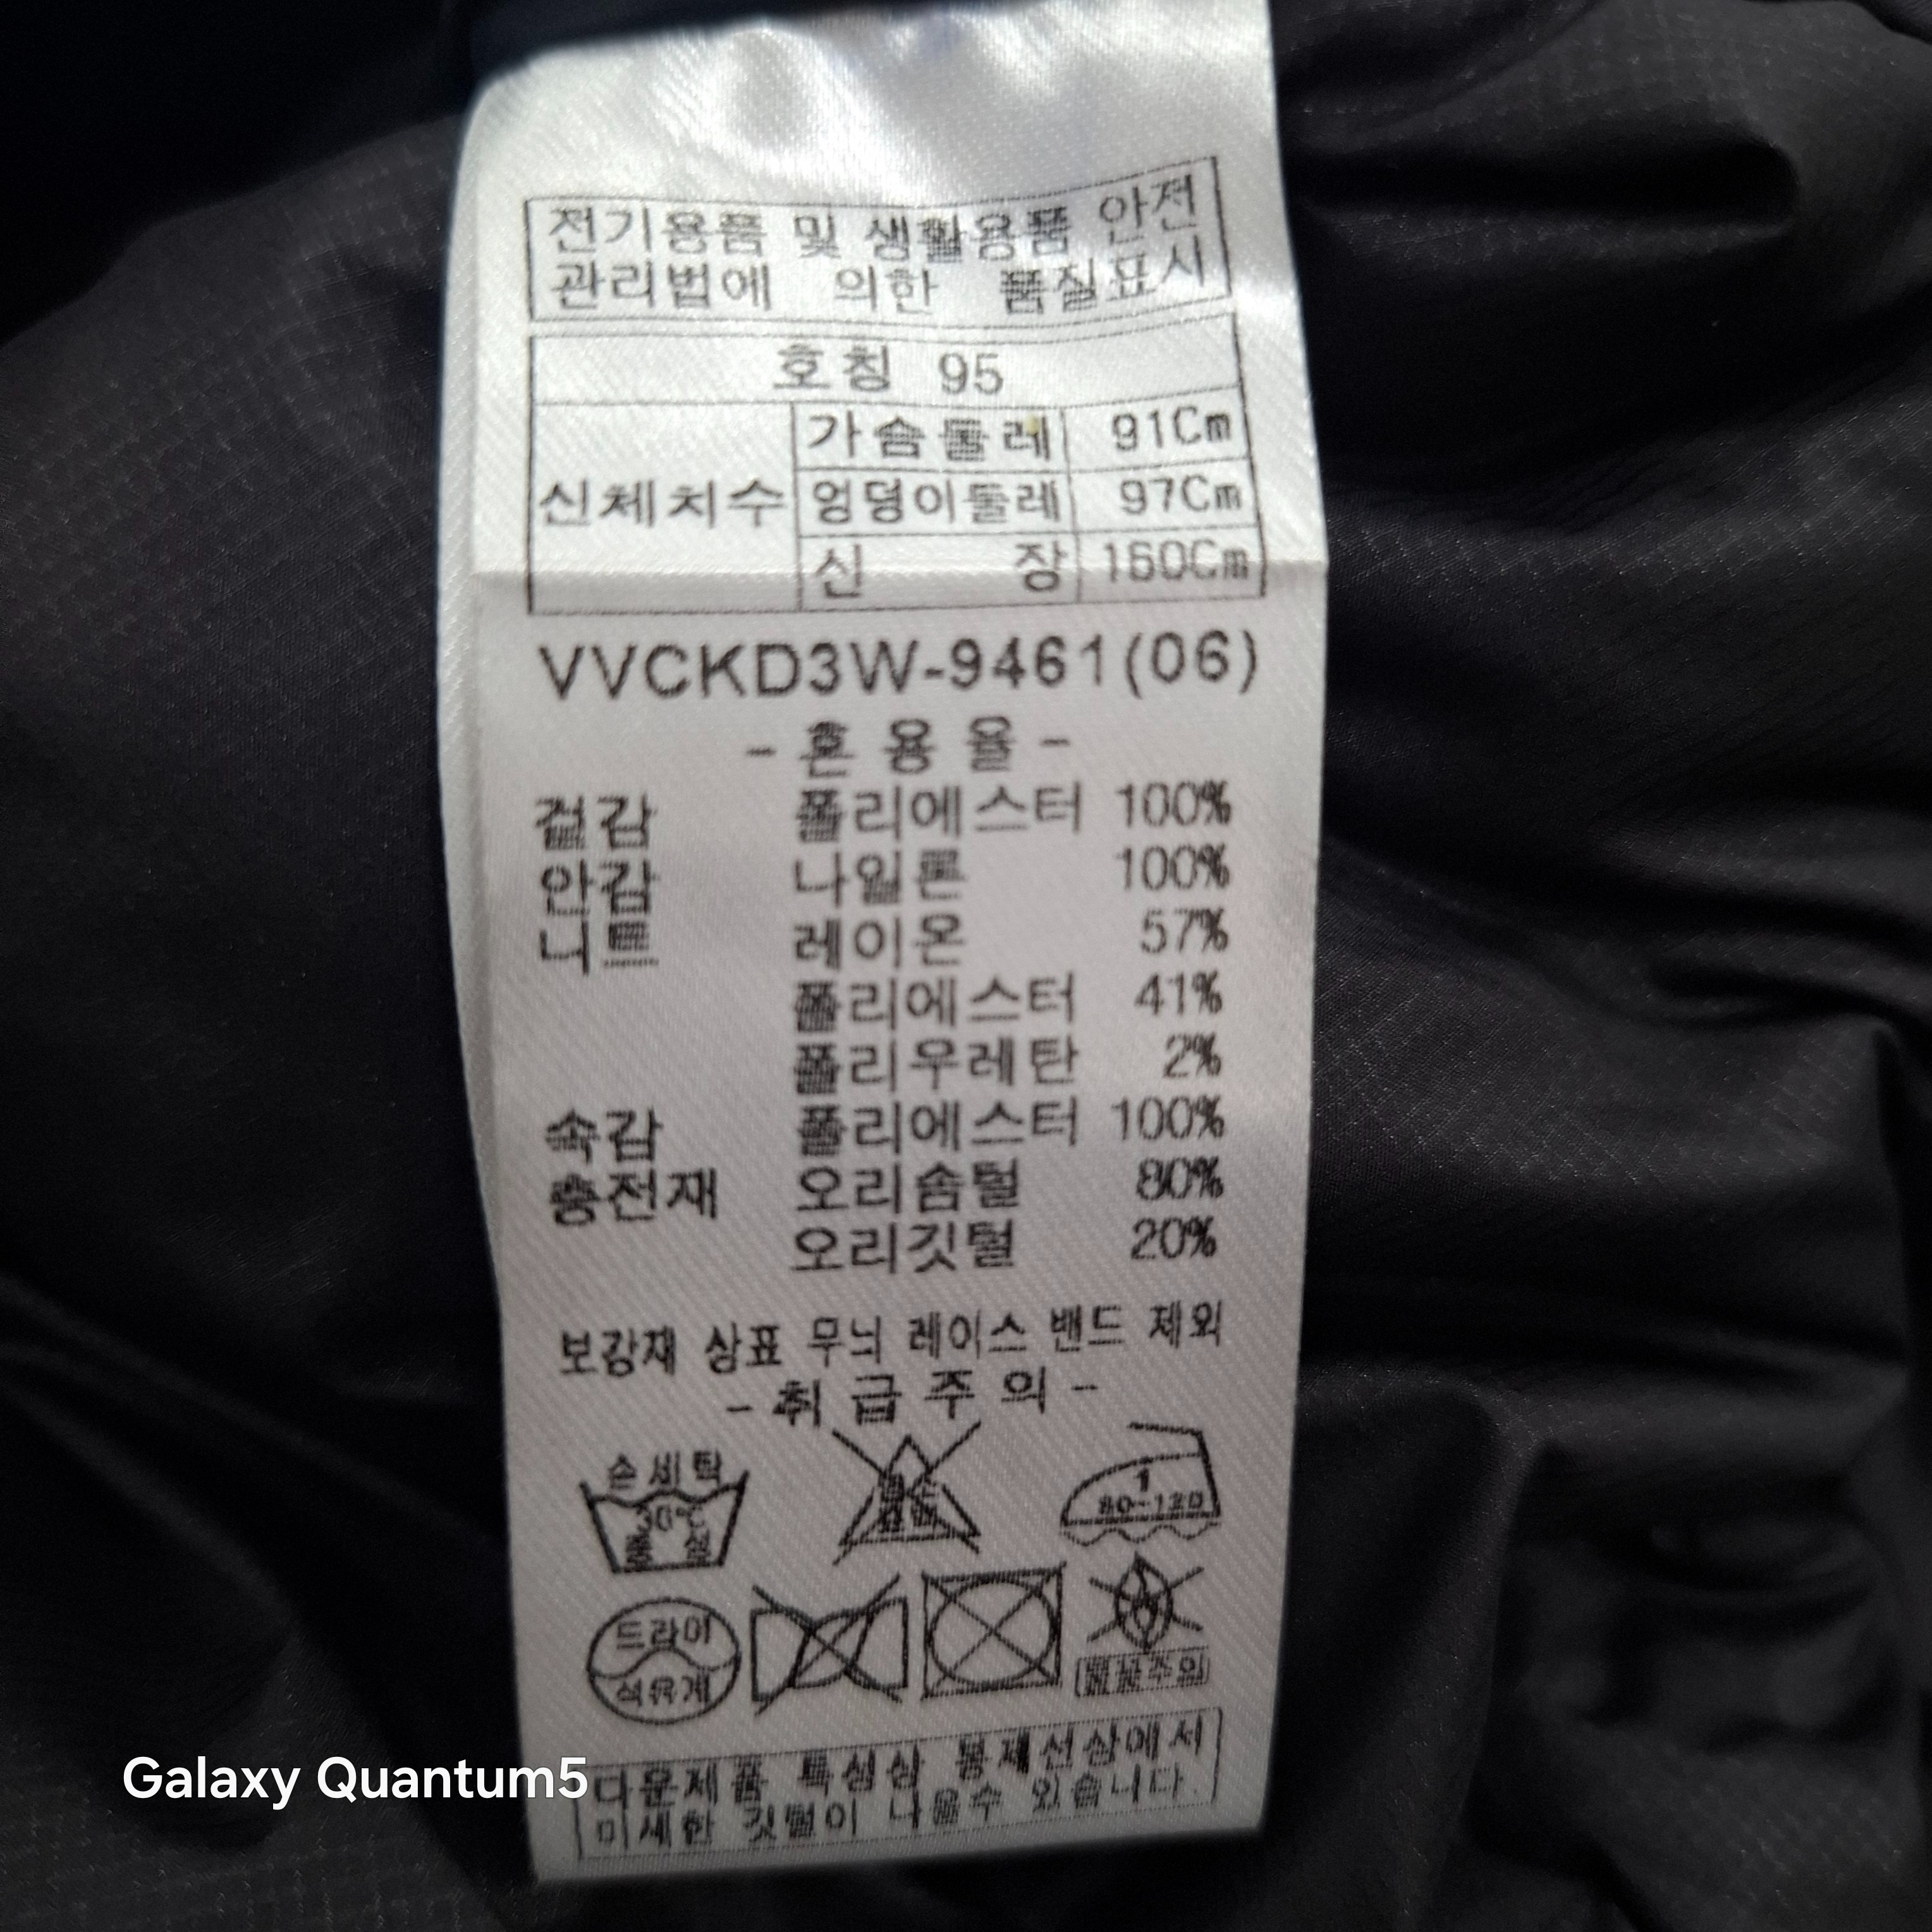 전기용품 및 생활용품 안전
관리법에 의한 품질표시
호칭 95
신체치수
가슴둘레 91Cm
엉덩이둘레 97Cm
신 장 160Cm
VVCKD3W-9461(06)
- 혼 용 율 -
겉감 폴리에스터 100%
안감 나일론 100%
니트 레이온 57%
폴리에스터 41%
폴리우레탄 2%
속감 폴리에스터 100%
충전재 오리솜털 80%
오리깃털 20%
보강재 상표 무늬 레이스 밴드 제외
- 취 급 주 의 -
손세탁
30℃
중 성
1
80~120
드라이
석유계
불꽃주의
다운제품 특성상 봉제선상에서
미세한 깃털이 나올수 있습니다.
Galaxy Quantum5